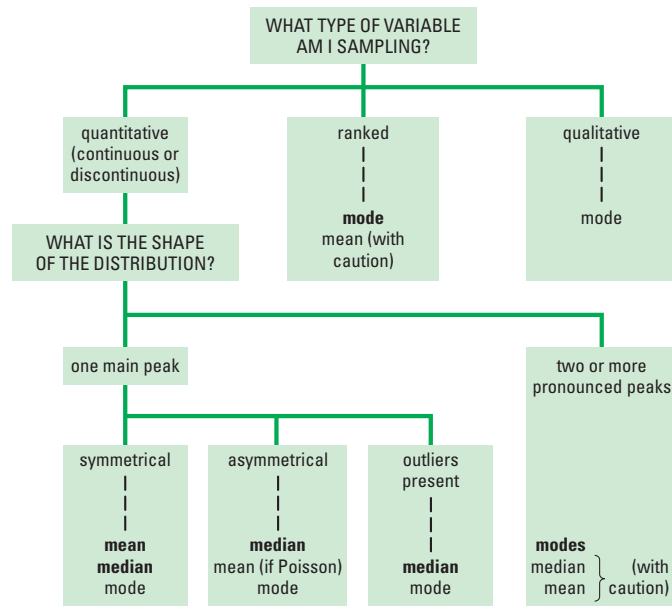 WHAT TYPE OF VARIABLE
AM I SAMPLING?
quantitative
(continuous or
discontinuous)
ranked
mode
mean (with
caution)
qualitative
mode
WHAT IS THE SHAPE
OF THE DISTRIBUTION?
one main peak
two or more
pronounced peaks
symmetrical
mean
median
mode
asymmetrical
median
mean (if Poisson)
mode
outliers
present
median
mode
modes
median (with
mean caution)